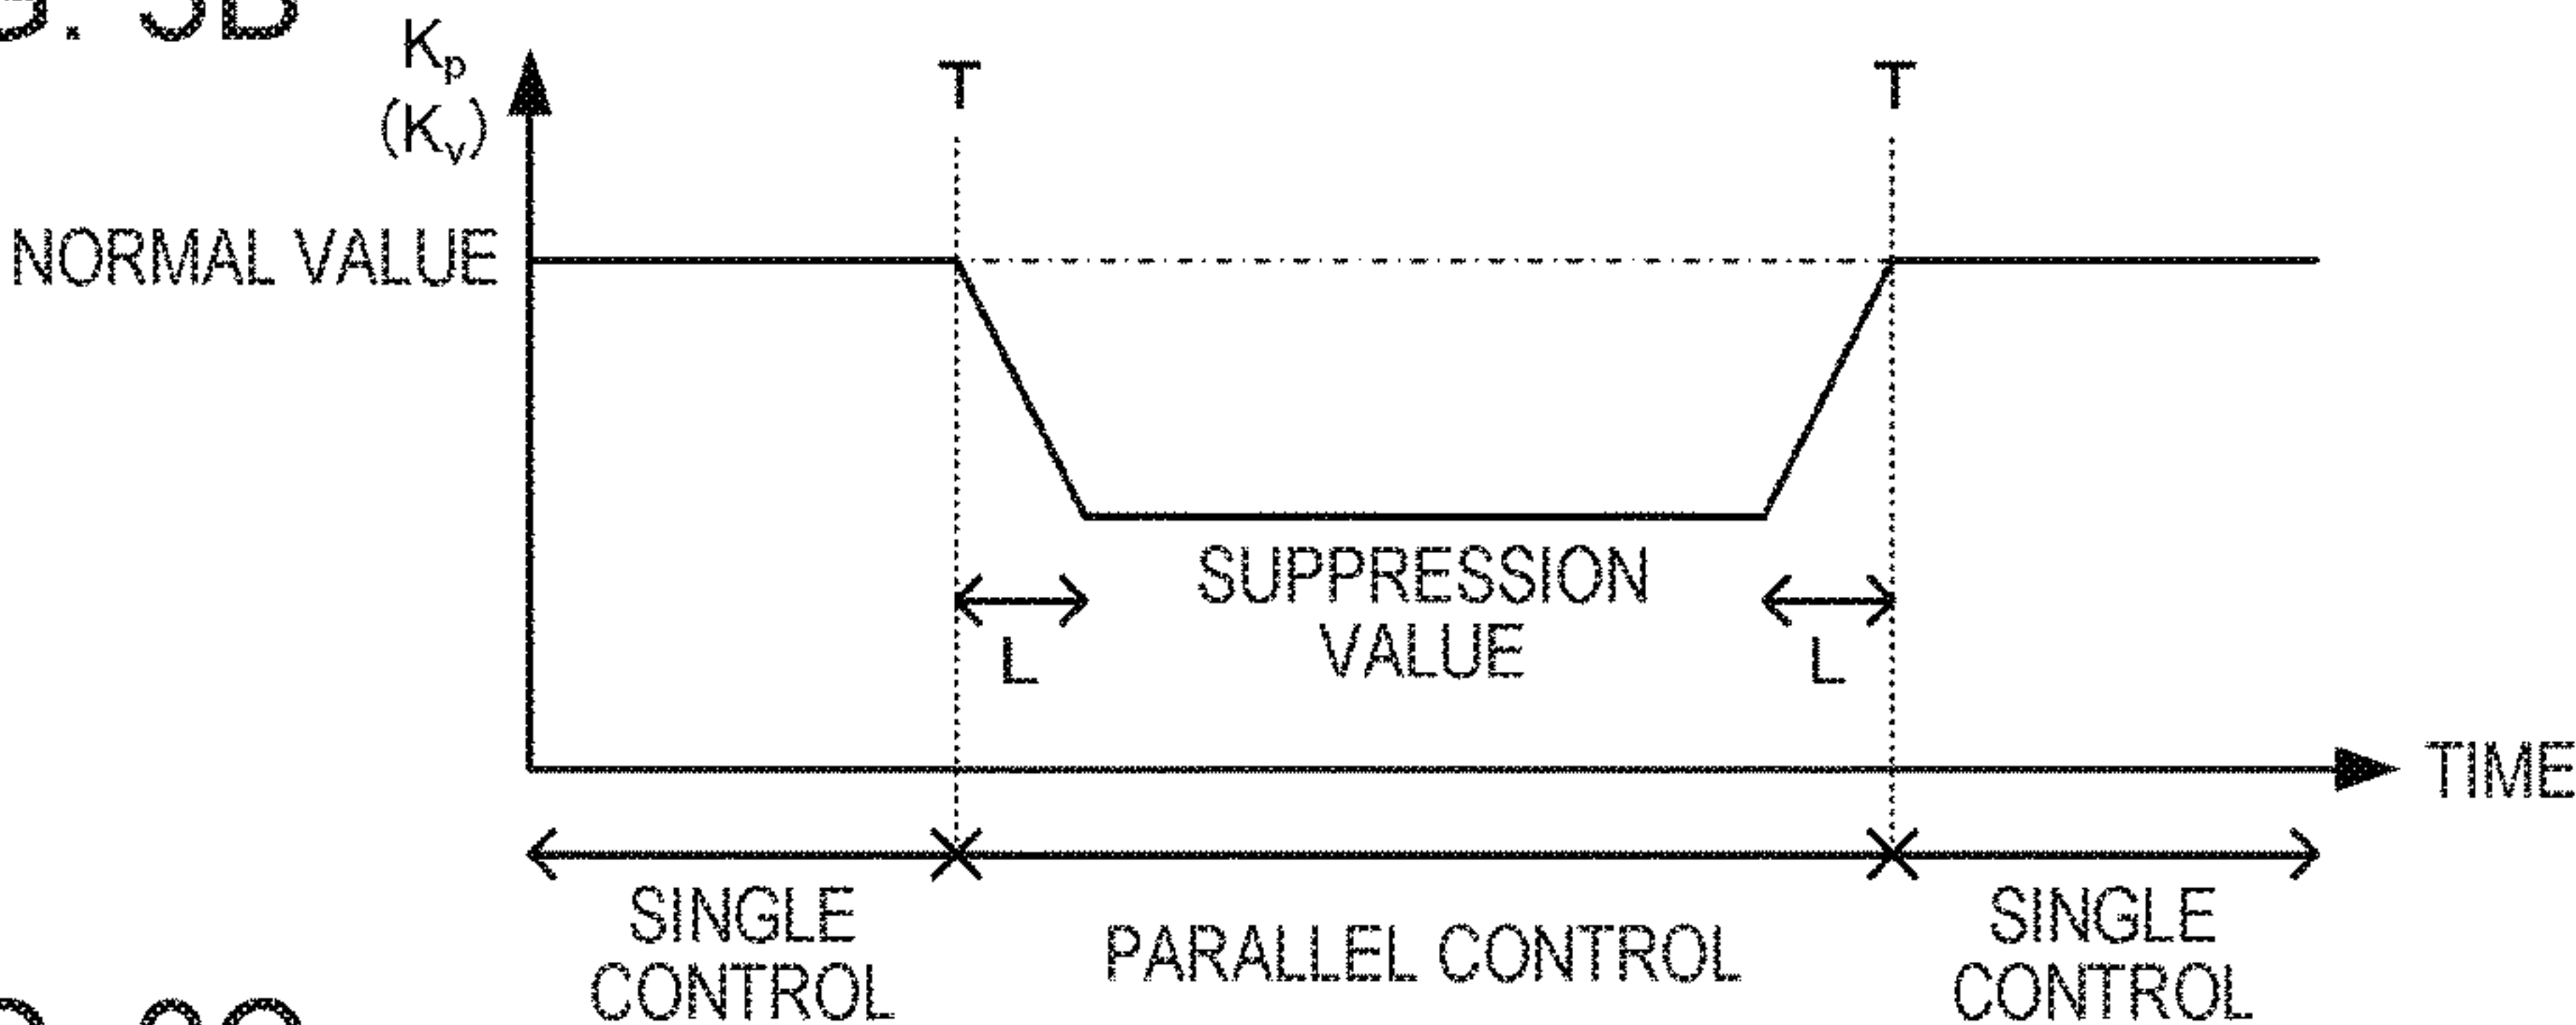 Kp
(Kv)
T
T
NORMAL VALUE
SUPPRESSION
VALUE
L
L
TIME
SINGLE
CONTROL
PARALLEL CONTROL
SINGLE
CONTROL